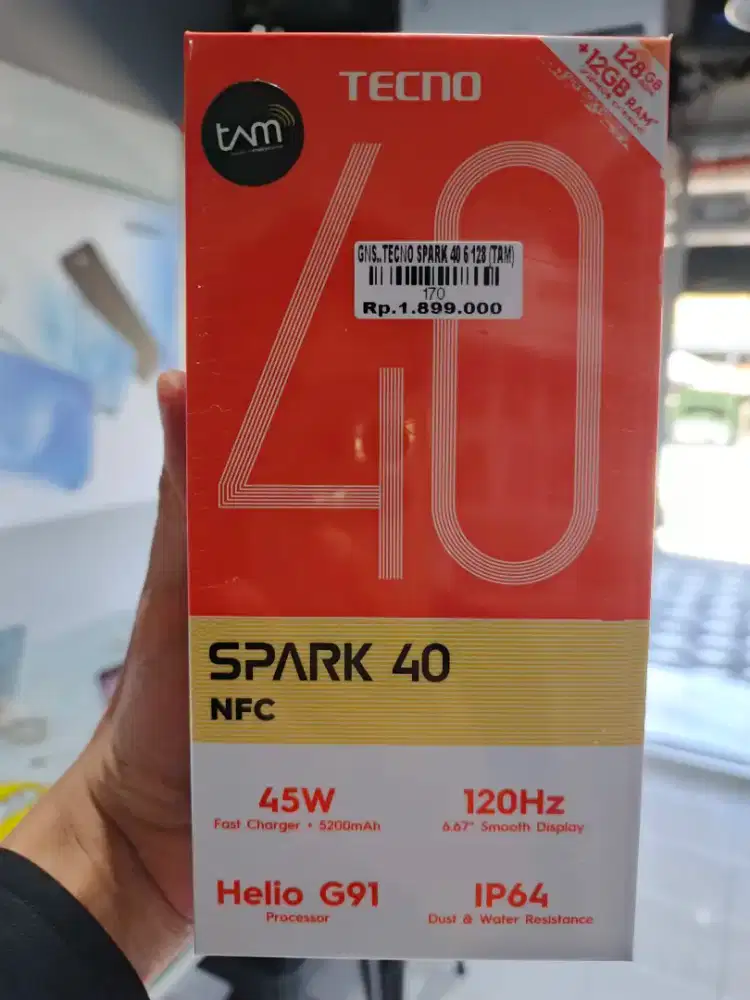 TECNO
128GB
+12GB RAM*
tam
40
GNS..TECNO SPARK 40 6 128 (TAM)
170
Rp.1.899.000
SPARK 40
NFC
45W
Fast Charger • 5200mAh
120Hz
6.67" Smooth Display
Helio G91
Processor
IP64
Dust & Water Resistance